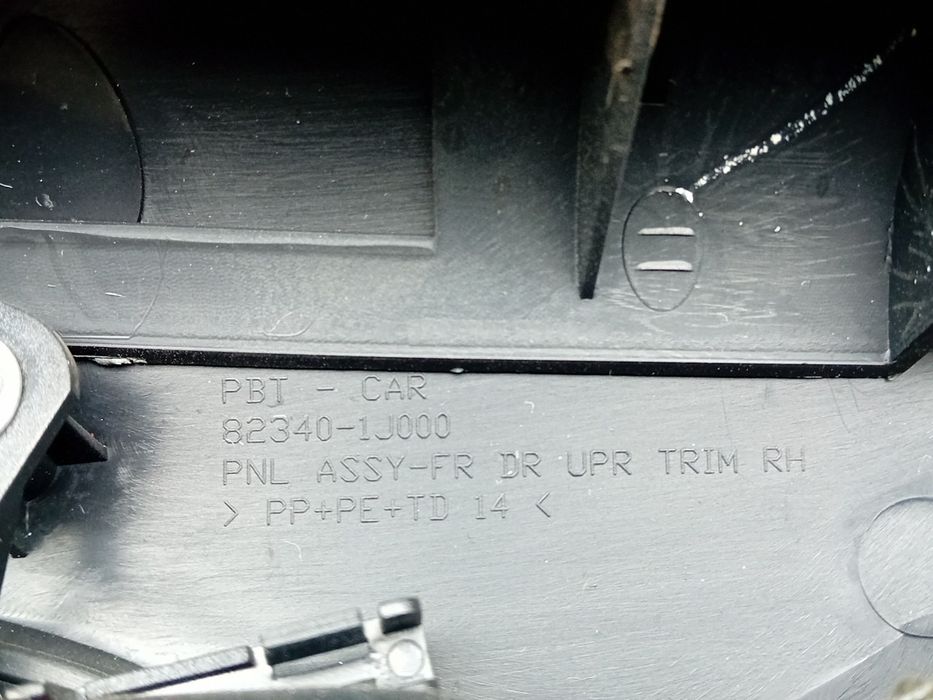 PBT - CAR
82340-1J000
PNL ASSY-FR DR UPR TRIM RH
> PP+PE+TD 14 <